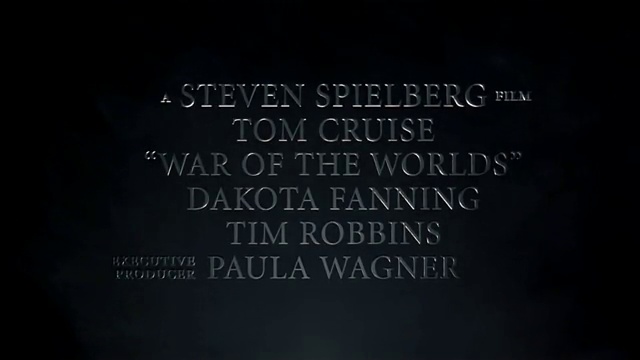 A STEVEN SPIELBERG FILM
TOM CRUISE
“WAR OF THE WORLDS”
DAKOTA FANNING
TIM ROBBINS
EXECUTIVE PRODUCER PAULA WAGNER